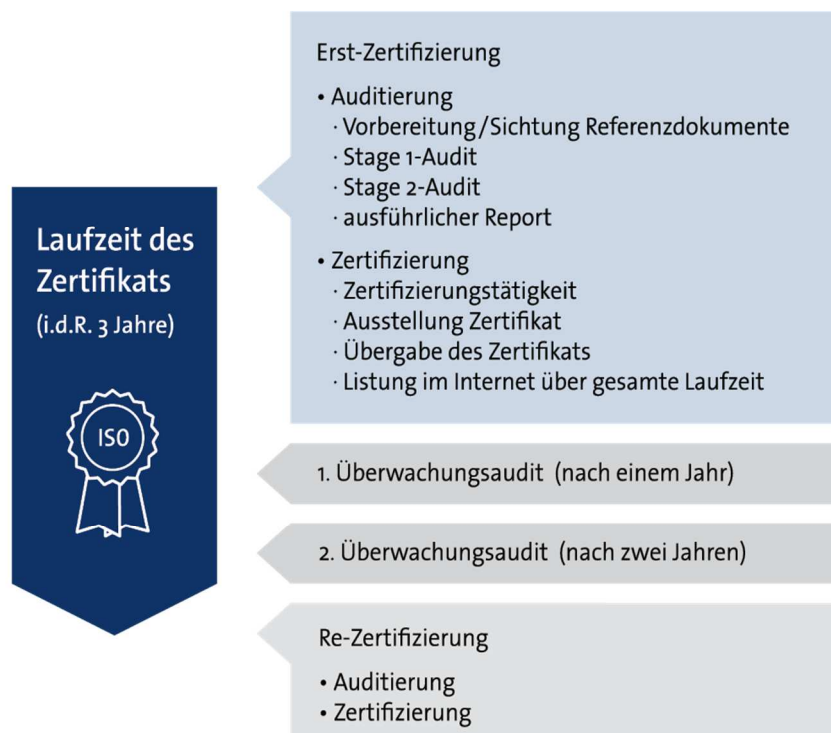 Laufzeit des
Zertifikats
(i.d.R. 3 Jahre)
ISO
Erst-Zertifizierung
• Auditierung
· Vorbereitung/Sichtung Referenzdokumente
· Stage 1-Audit
· Stage 2-Audit
· ausführlicher Report
• Zertifizierung
· Zertifizierungstätigkeit
· Ausstellung Zertifikat
· Übergabe des Zertifikats
· Listung im Internet über gesamte Laufzeit
1. Überwachungsaudit (nach einem Jahr)
2. Überwachungsaudit (nach zwei Jahren)
Re-Zertifizierung
• Auditierung
• Zertifizierung